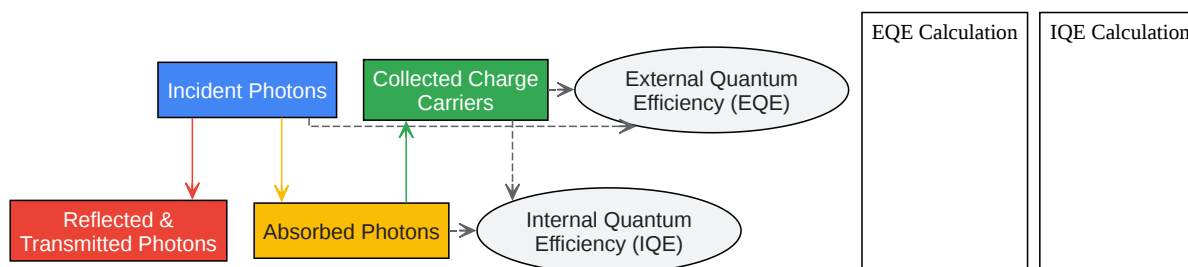 Incident Photons
Collected Charge
Carriers
External Quantum
Efficiency (EQE)
EQE Calculation
IQE Calculation
Reflected &
Transmitted Photons
Absorbed Photons
Internal Quantum
Efficiency (IQE)